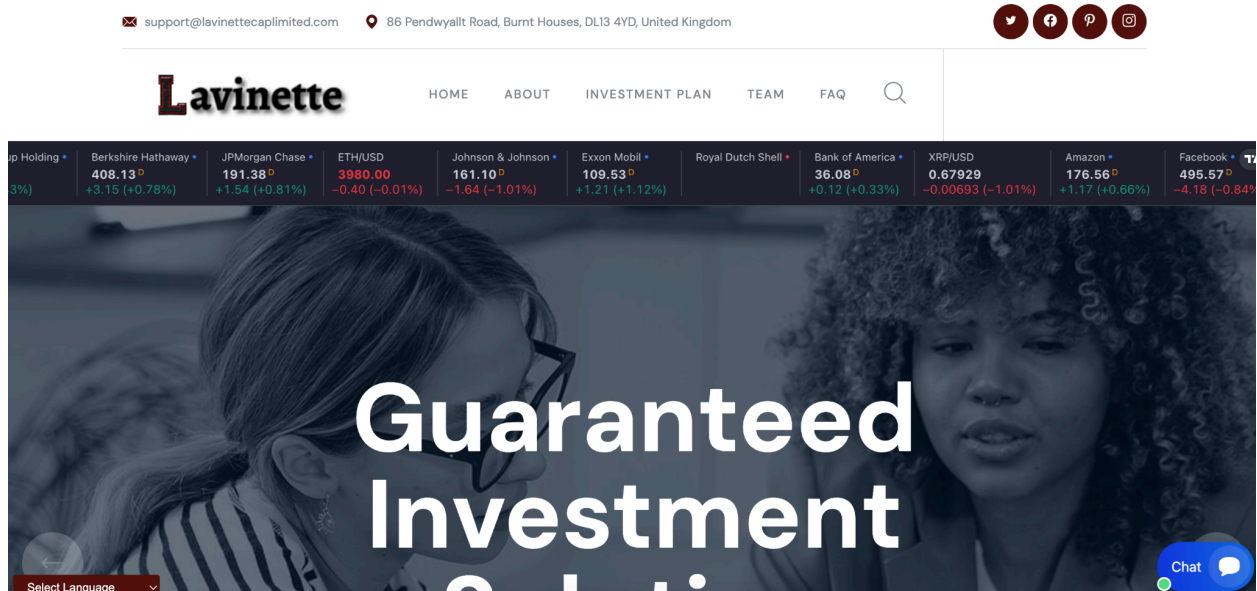 support@lavinettecaplimited.com 86 Pendwyallt Road, Burnt Houses, DL13 4YD, United Kingdom
Lavinette HOME ABOUT INVESTMENT PLAN TEAM FAQ
Holding Berkshire Hathaway JPMorgan Chase ETH/USD Johnson & Johnson Exxon Mobil Royal Dutch Shell Bank of America XRP/USD Amazon Facebook
408.13 D 191.38 D 3980.00 161.10 D 109.53 D 36.08 D 0.67929 176.56 D 495.57 D
3%) +3.15 (+0.78%) +1.54 (+0.81%) −0.40 (−0.01%) −1.64 (−1.01%) +1.21 (+1.12%) +0.12 (+0.33%) −0.00693 (−1.01%) +1.17 (+0.66%) −4.18 (−0.84%
Guaranteed
Investment
Chat
Select Language